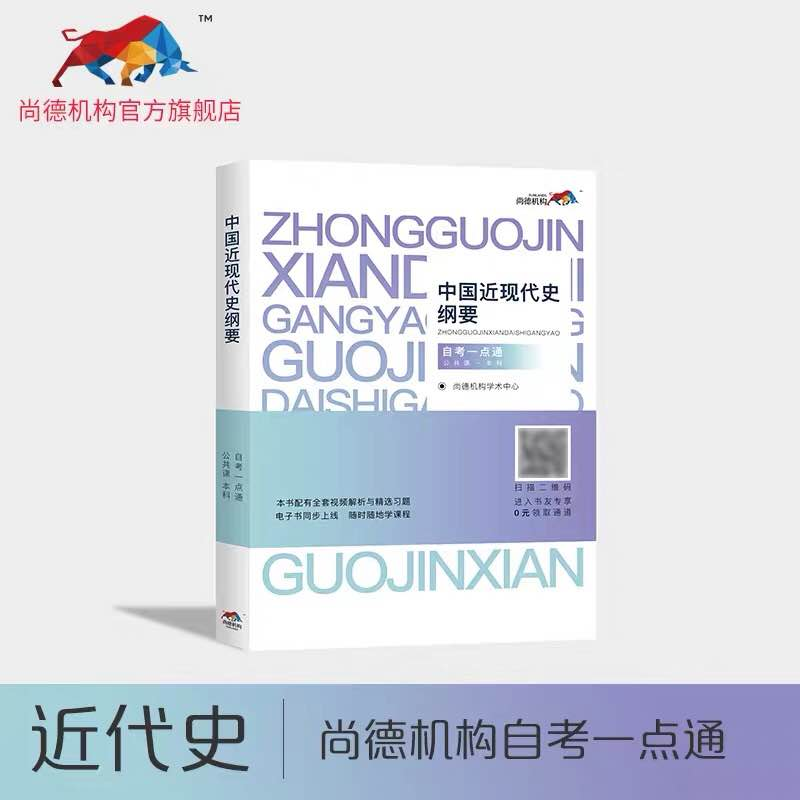 TM
尚德机构官方旗舰店
SUNLANDS
尚德机构
ZHONGGUOJIN
XIAND
GANGYAO
GUOJI
DAISHIGA
中国近现代史
纲要
ZHONGGUOJINXIANDAISHIGANGYAO
自考一点通
公共课-本科
尚德机构学术中心
本书配有全套视频解析与精选习题
电子书同步上线 随时随地学课程
扫描二维码
进入书友专享
0元领取通道
GUOJINXIAN
中国近现代史纲要
自考一点通
公共课 本科
尚德机构
近代史
尚德机构自考一点通